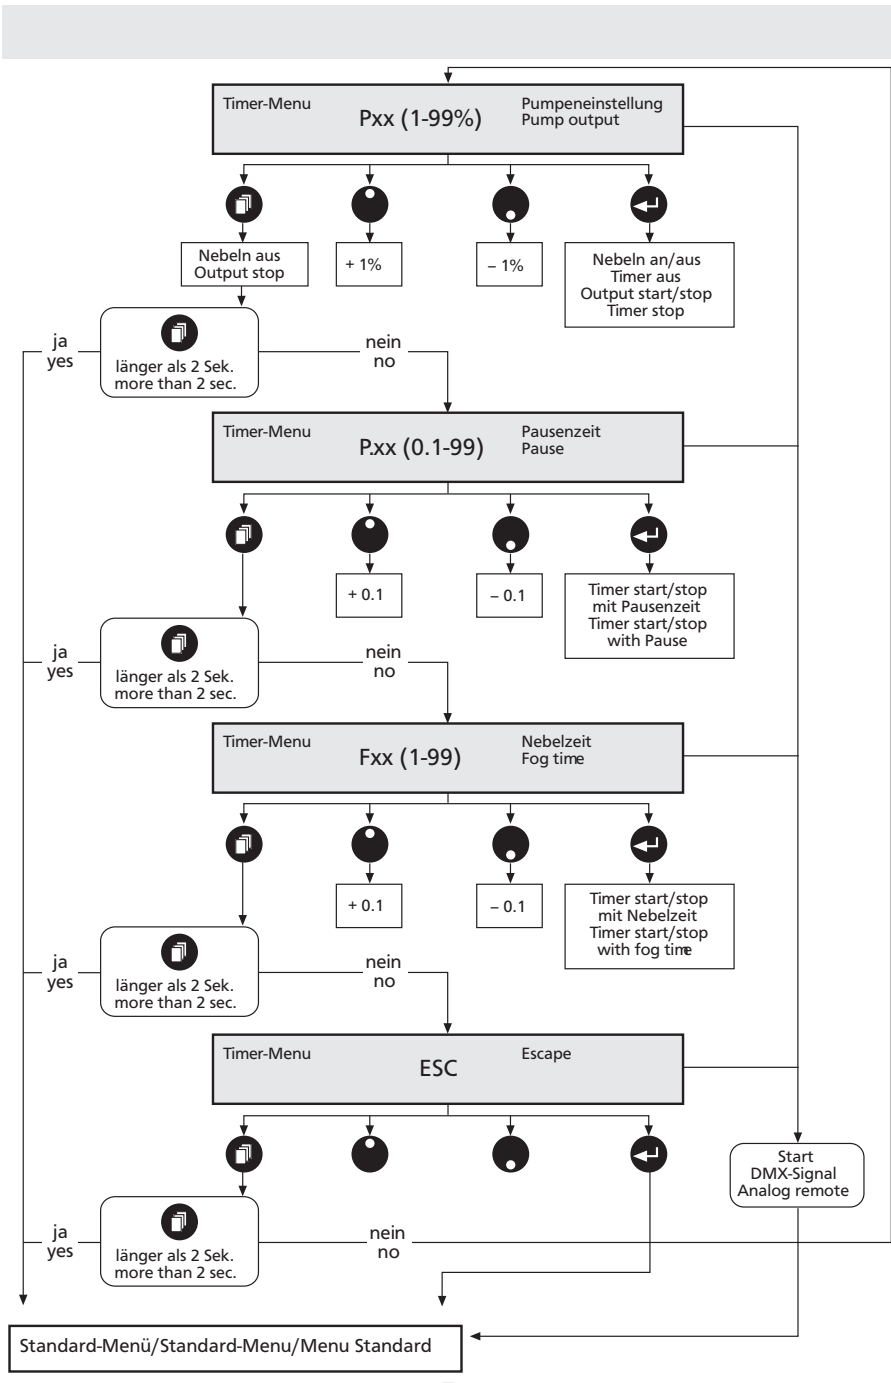 Timer-Menu
Pxx (1-99%)
Pumpeneinstellung
Pump output
Nebeln aus
Output stop
+ 1%
– 1%
Nebeln an/aus
Timer aus
Output start/stop
Timer stop
ja
yes
länger als 2 Sek.
more than 2 sec.
nein
no
Timer-Menu
P.xx (0.1-99)
Pausenzeit
Pause
+ 0.1
– 0.1
Timer start/stop
mit Pausenzeit
Timer start/stop
with Pause
ja
yes
länger als 2 Sek.
more than 2 sec.
nein
no
Timer-Menu
Fxx (1-99)
Nebelzeit
Fog time
+ 0.1
– 0.1
Timer start/stop
mit Nebelzeit
Timer start/stop
with fog time
ja
yes
länger als 2 Sek.
more than 2 sec.
nein
no
Timer-Menu
ESC
Escape
Start
DMX-Signal
Analog remote
ja
yes
länger als 2 Sek.
more than 2 sec.
nein
no
Standard-Menü/Standard-Menu/Menu Standard